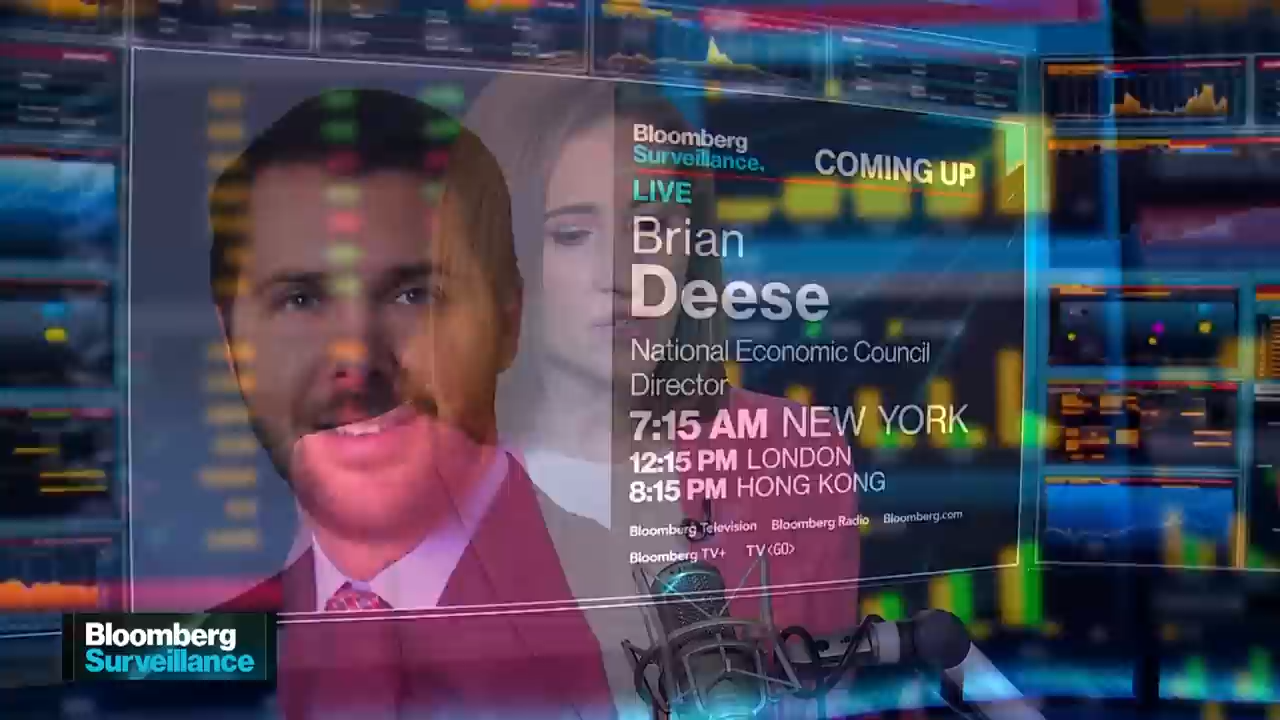 Bloomberg
Surveillance.
COMING UP
LIVE
Brian
Deese
National Economic Council
Director
7:15 AM NEW YORK
12:15 PM LONDON
8:15 PM HONG KONG
Bloomberg Television Bloomberg Radio Bloomberg.com
Bloomberg TV+ TV<GO>
Bloomberg
Surveillance